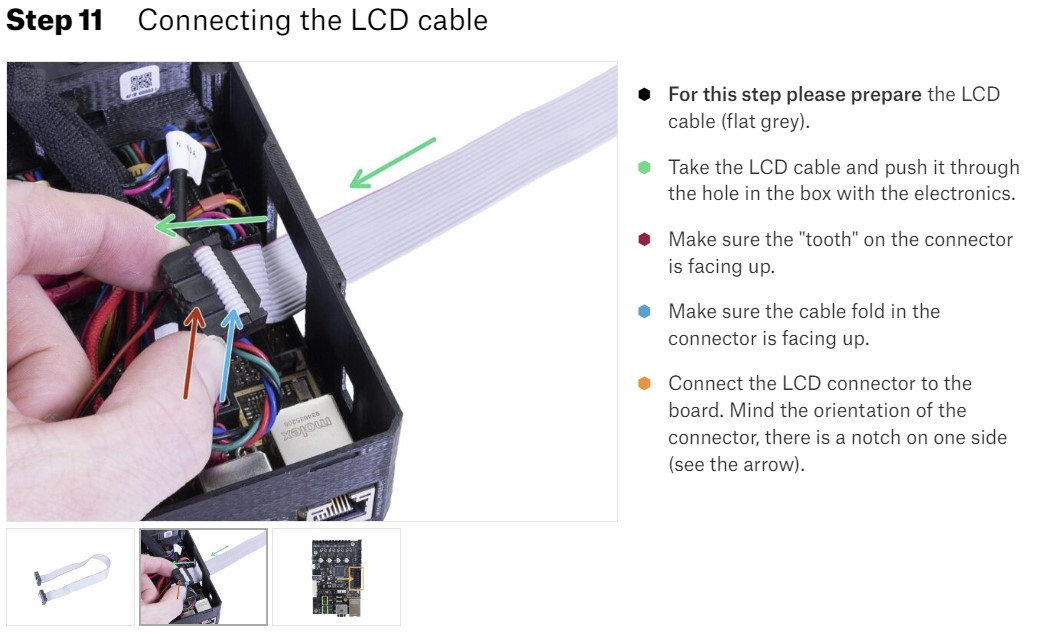 Step 11 Connecting the LCD cable
For this step please prepare the LCD
cable (flat grey).
Take the LCD cable and push it through
the hole in the box with the electronics.
Make sure the "tooth" on the connector
is facing up.
Make sure the cable fold in the
connector is facing up.
Connect the LCD connector to the
board. Mind the orientation of the
connector, there is a notch on one side
(see the arrow).
molex